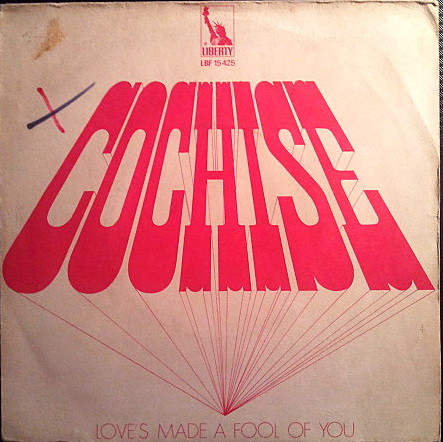 LIBERTY
LBF 15425
COCHISE
LOVE'S MADE A FOOL OF YOU